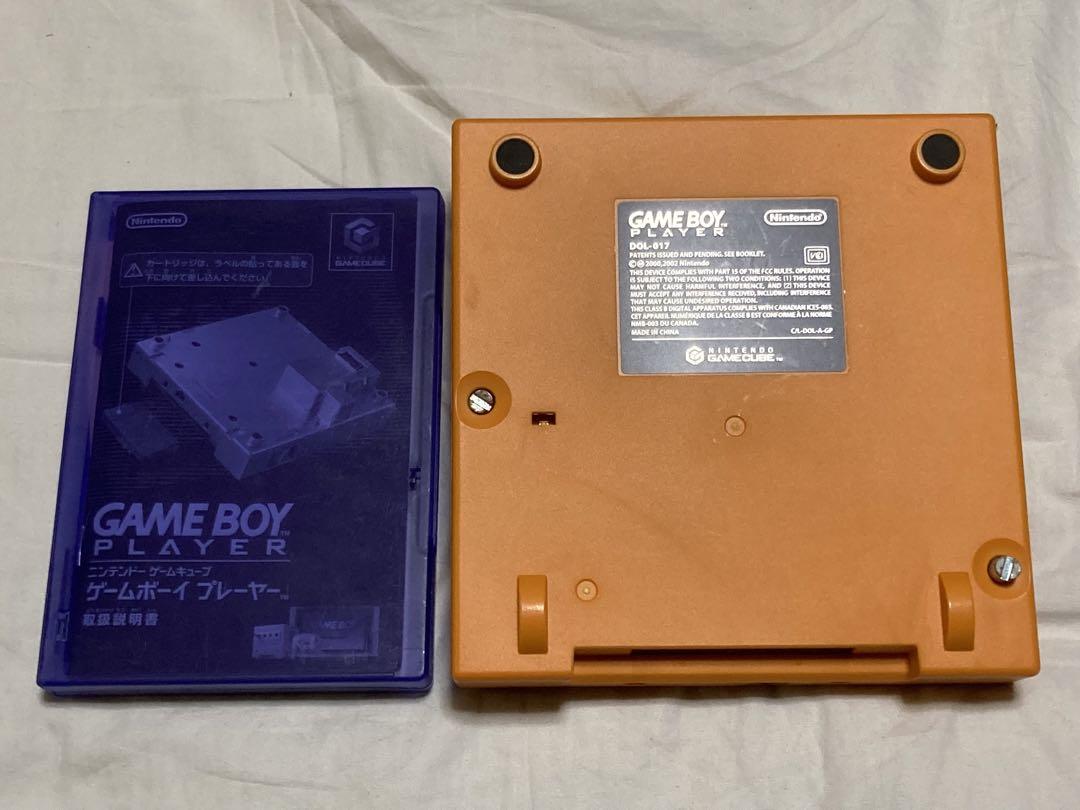 Nintendo
NINTENDO
GAMECUBE
カートリッジは、ラベルの貼ってある面を
下に向けて差し込んでください。
GAME BOY™
PLAYER
ニンテンドー ゲームキューブ
ゲームボーイ プレーヤー™
取扱説明書
GAME BOY
GAME BOY™
PLAYER
Nintendo
DOL-017
PATENTS ISSUED AND PENDING. SEE BOOKLET.
©Ⓜ 2000,2002 Nintendo
THIS DEVICE COMPLIES WITH PART 15 OF THE FCC RULES. OPERATION
IS SUBJECT TO THE FOLLOWING TWO CONDITIONS: (1) THIS DEVICE
MAY NOT CAUSE HARMFUL INTERFERENCE, AND (2) THIS DEVICE
MUST ACCEPT ANY INTERFERENCE RECEIVED, INCLUDING INTERFERENCE
THAT MAY CAUSE UNDESIRED OPERATION.
THIS CLASS B DIGITAL APPARATUS COMPLIES WITH CANADIAN ICES-003.
CET APPAREIL NUMÉRIQUE DE LA CLASSE B EST CONFORME À LA NORME
NMB-003 DU CANADA.
MADE IN CHINA
C/L-DOL-A-GP
NINTENDO
GAMECUBE™